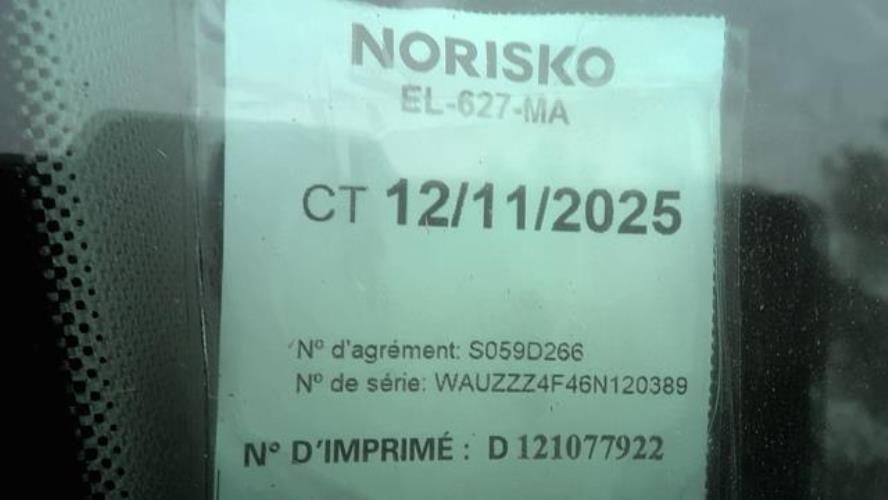 NORISKO
EL-627-MA
CT 12/11/2025
N° d'agrément: S059D266
N° de série: WAUZZZ4F46N120389
N° D'IMPRIMÉ : D 121077922